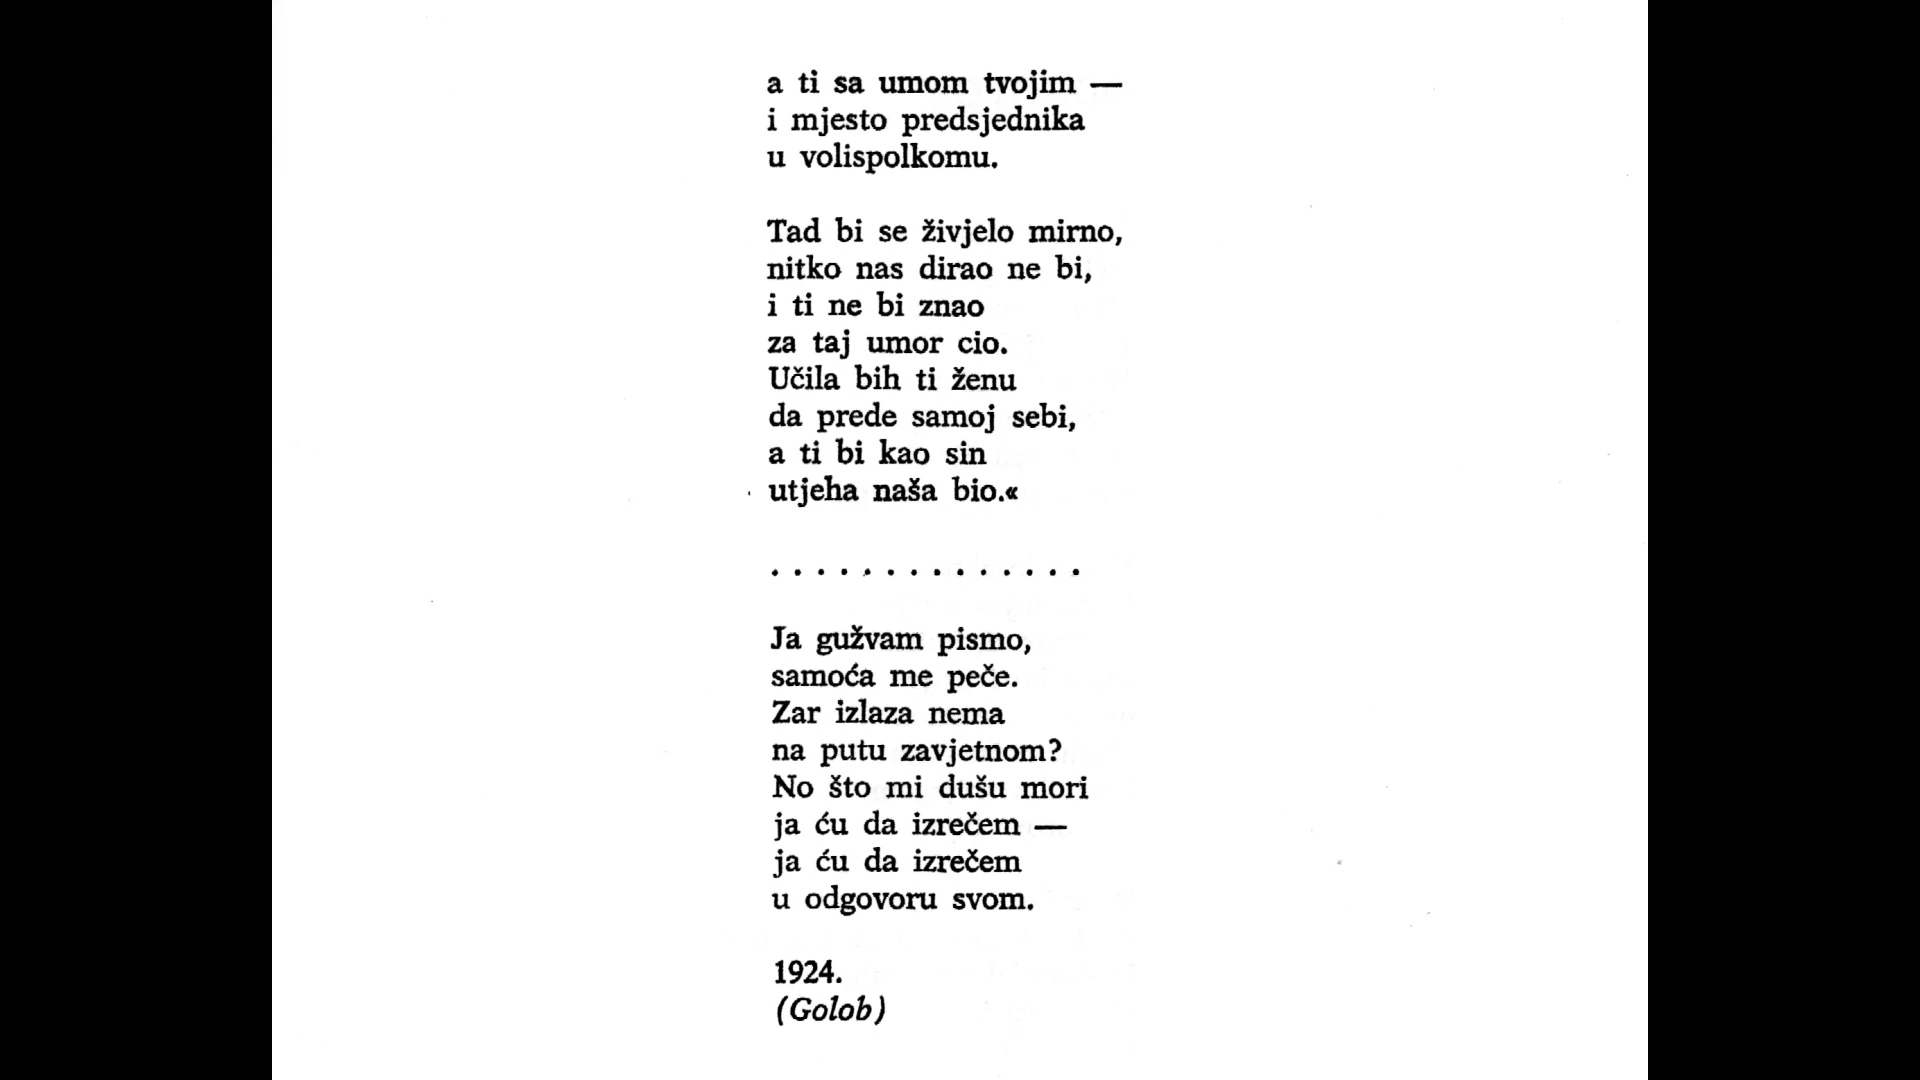 a ti sa umom tvojim —
i mjesto predsjednika
u volispolkomu.
Tad bi se živjelo mirno,
nitko nas dirao ne bi,
i ti ne bi znao
za taj umor cio.
Učila bih ti ženu
da prede samoj sebi,
a ti bi kao sin
utjeha naša bio.«
. . . . . . . . . . . . . .
Ja gužvam pismo,
samoća me peče.
Zar izlaza nema
na putu zavjetnom?
No što mi dušu mori
ja ću da izrečem —
ja ću da izrečem
u odgovoru svom.
1924.
(Golob)